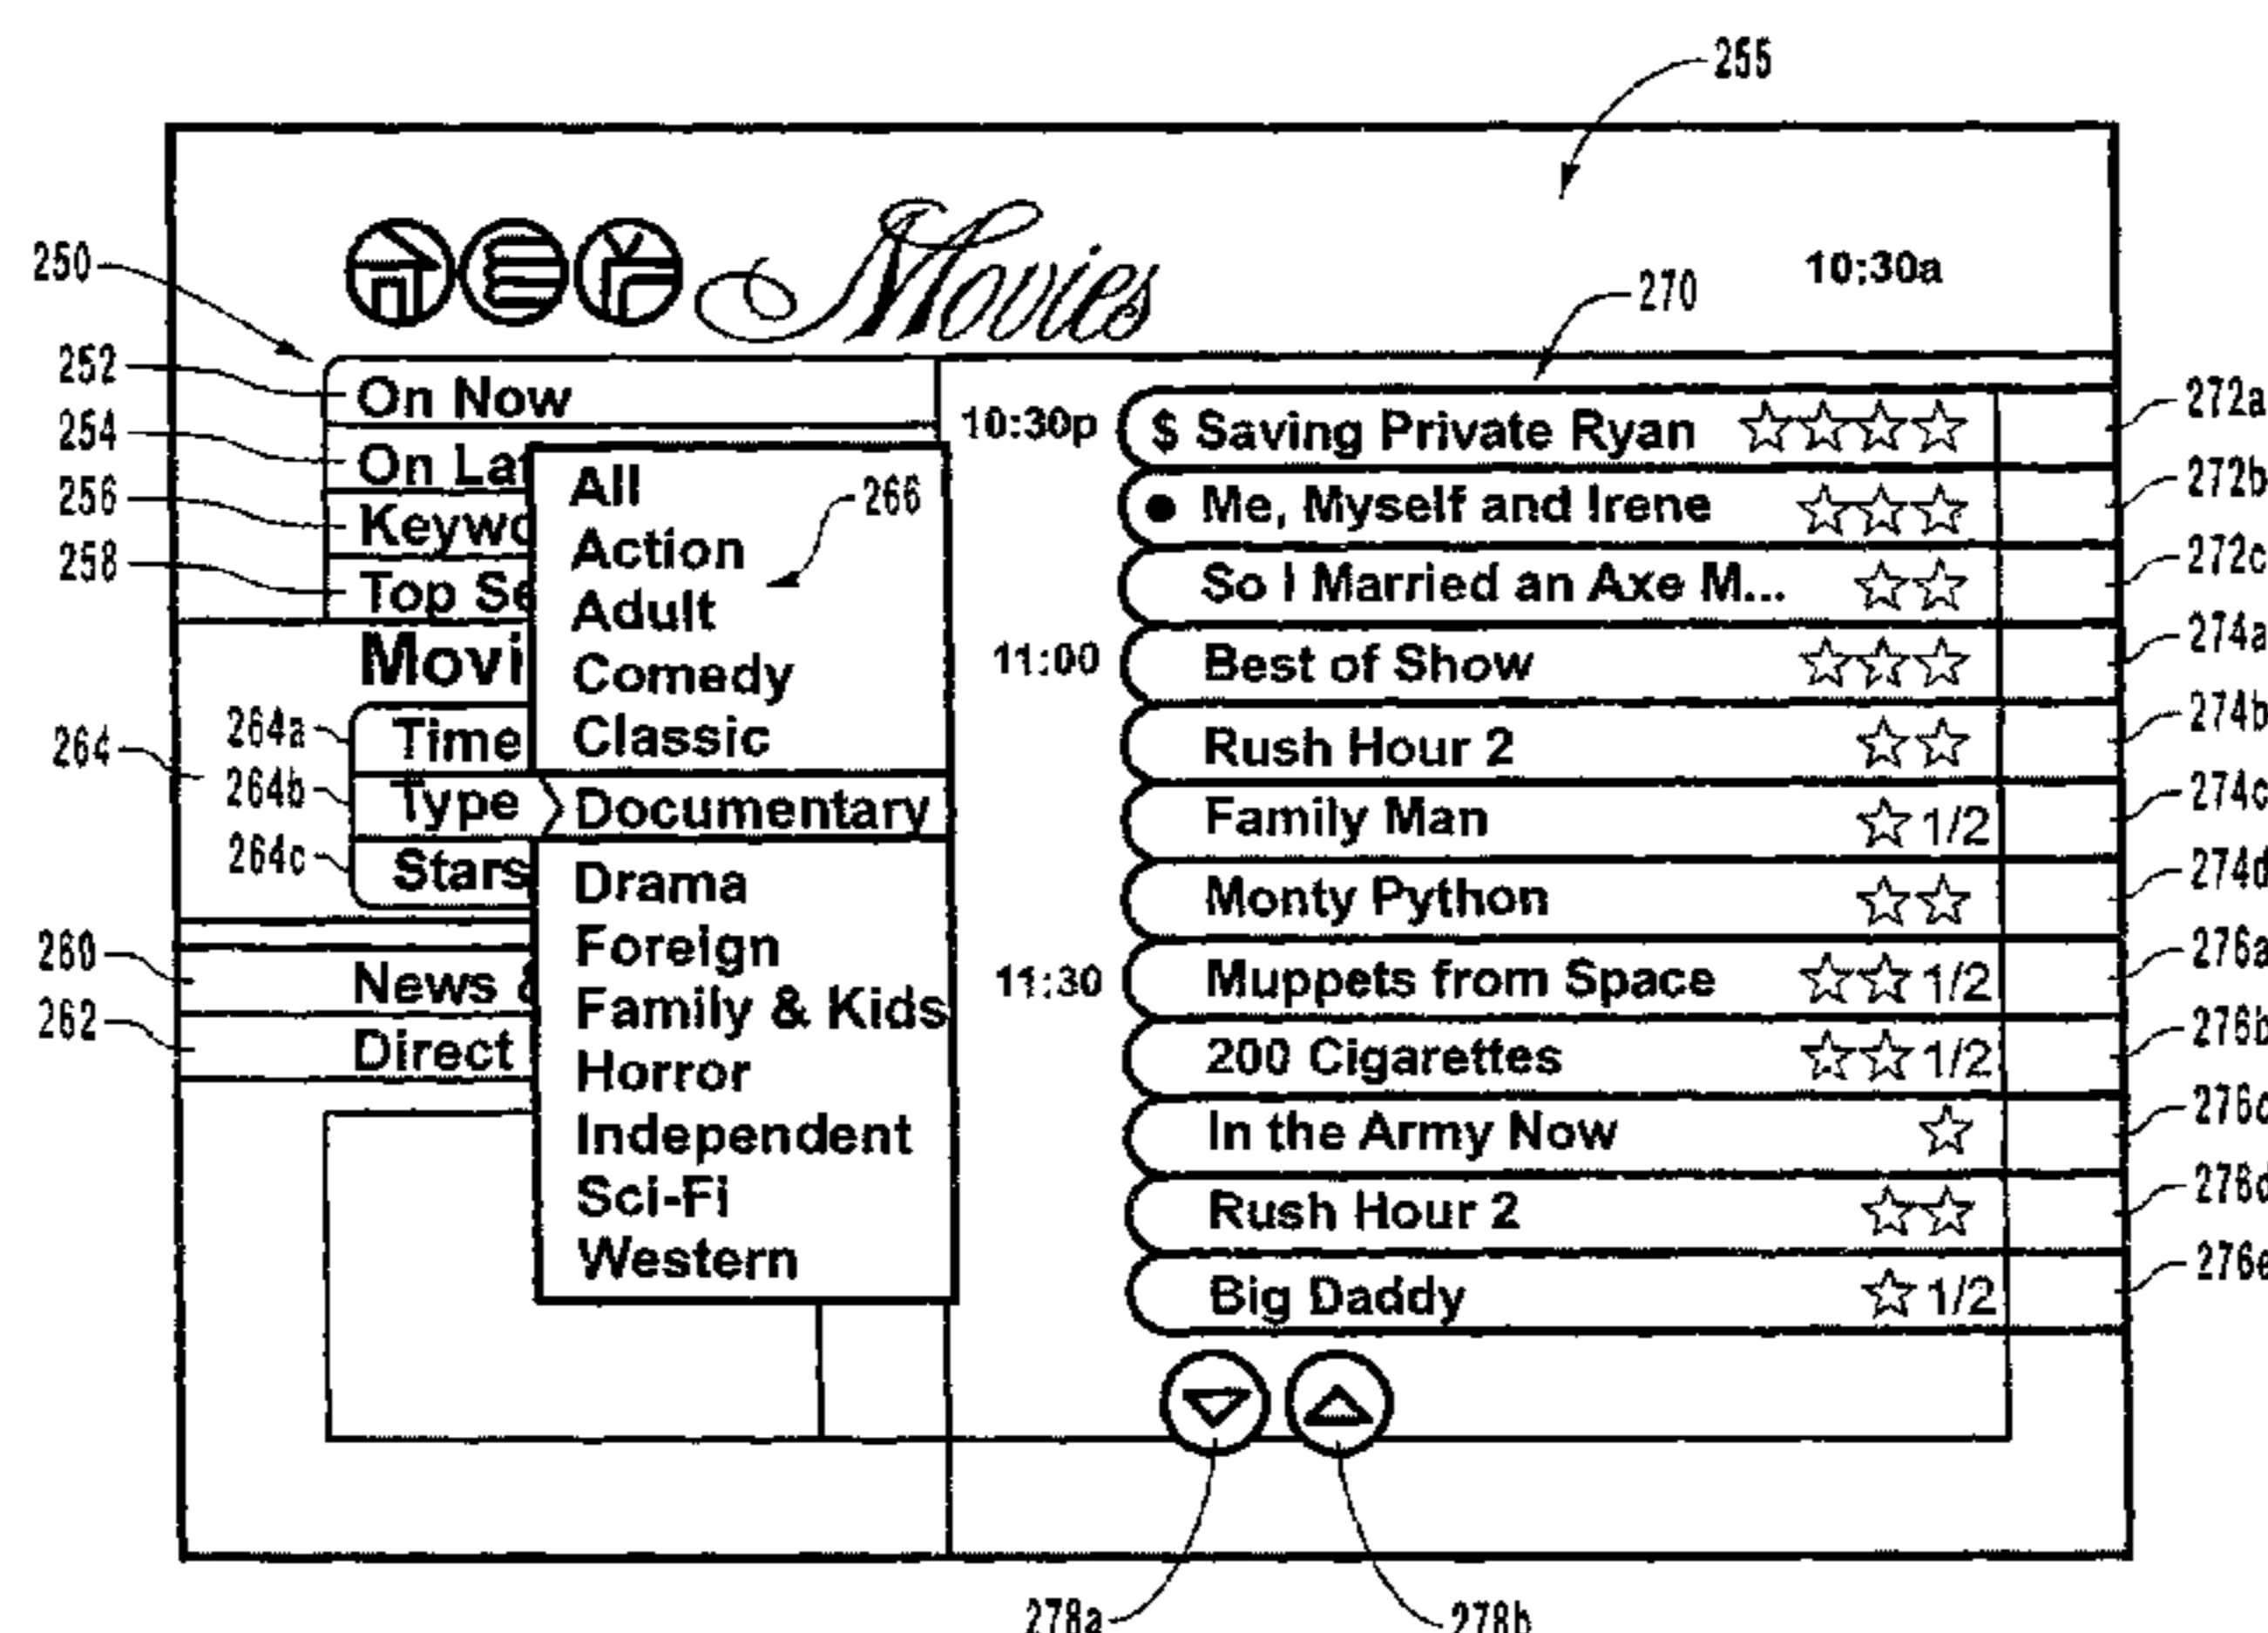 255
Movies
10:30a
250
270
252
On Now
254
On Lat
256
Keywo
258
Top Se
Movi
264
264a
Time
264b
Type
264c
Stars
260
News &
262
Direct
266
All
Action
Adult
Comedy
Classic
Documentary
Drama
Foreign
Family & Kids
Horror
Independent
Sci-Fi
Western
10:30p
$ Saving Private Ryan ☆☆☆☆
272a
● Me, Myself and Irene ☆☆☆
272b
So I Married an Axe M... ☆☆
272c
11:00
Best of Show ☆☆☆
274a
Rush Hour 2 ☆☆
274b
Family Man ☆1/2
274c
Monty Python ☆☆
274d
11:30
Muppets from Space ☆☆1/2
276a
200 Cigarettes ☆☆1/2
276b
In the Army Now ☆
276c
Rush Hour 2 ☆☆
276d
Big Daddy ☆1/2
276e
278a
278b